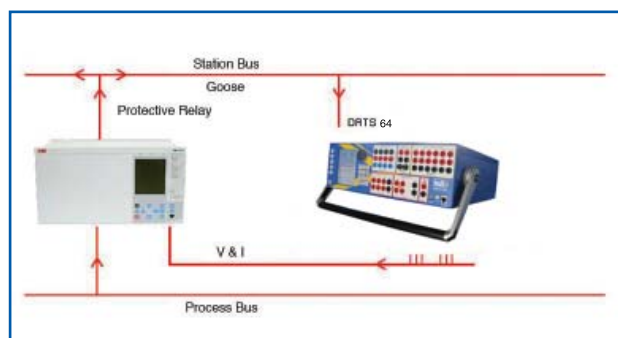 Station Bus
Goose
Protective Relay
DRTS 64
V & I
Process Bus